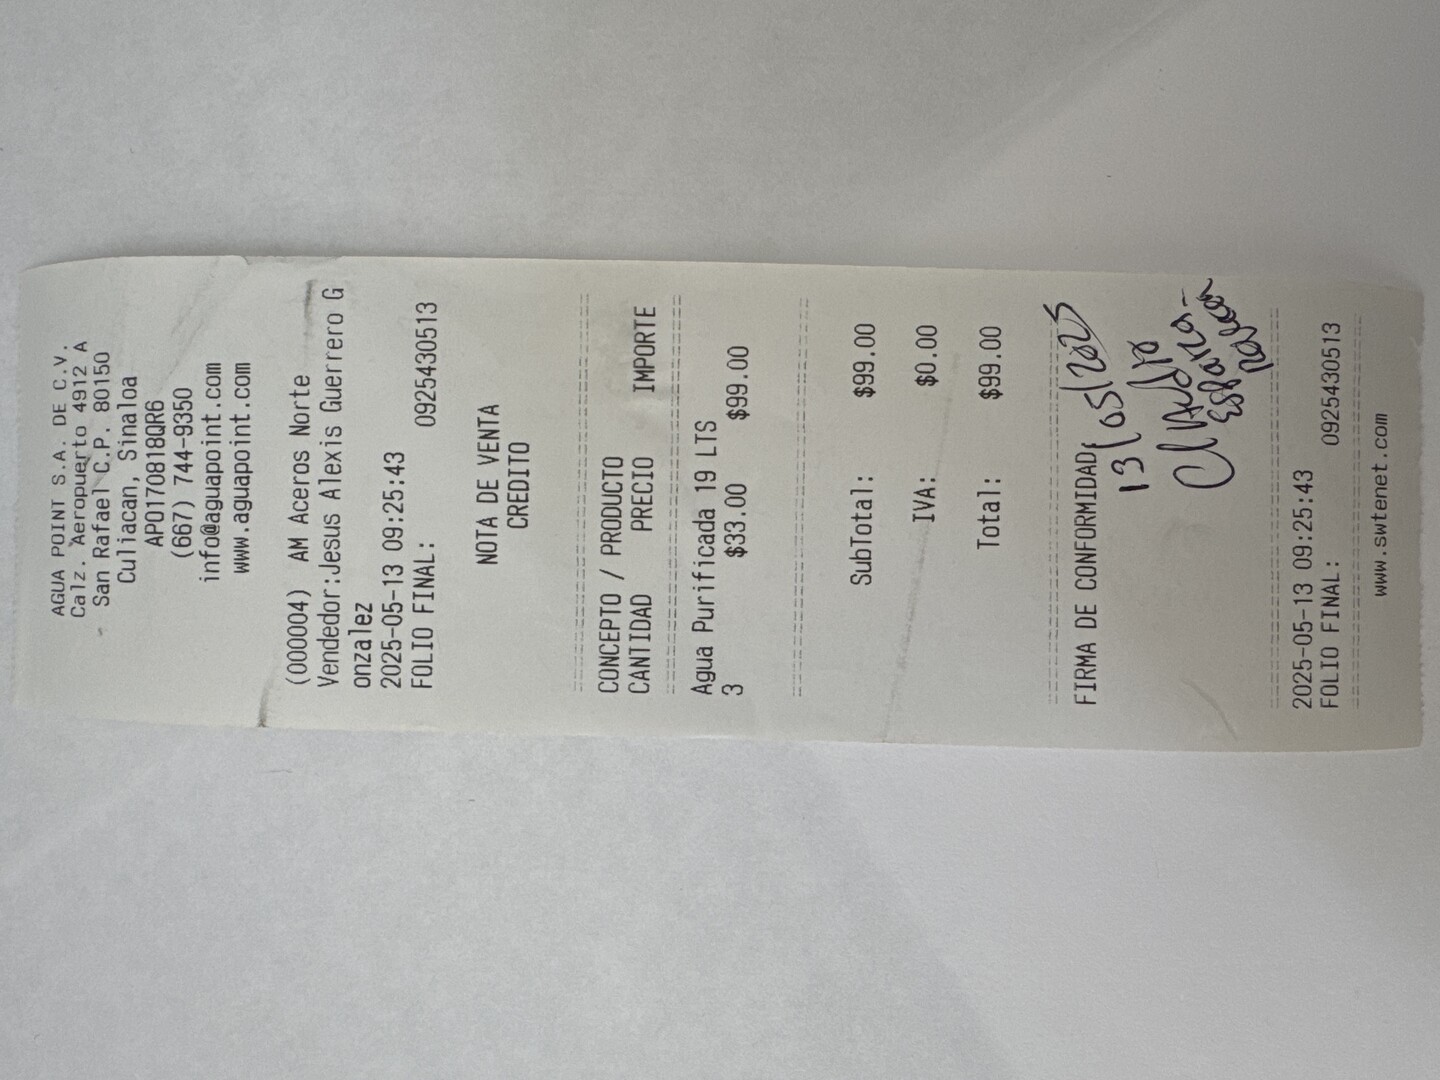 AGUA POINT S.A. DE C.V.
Calz. Aeropuerto 4912 A
San Rafael C.P. 80150
Culiacan, Sinaloa
APO170818QR6
(667) 744-9350
info@aguapoint.com
www.aguapoint.com
(000004) AM Aceros Norte
Vendedor:Jesus Alexis Guerrero G
onzalez
2025-05-13 09:25:43
FOLIO FINAL: 0925430513
NOTA DE VENTA
CREDITO
CONCEPTO / PRODUCTO
CANTIDAD PRECIO IMPORTE
Agua Purificada 19 LTS
3 $33.00 $99.00
SubTotal: $99.00
IVA: $0.00
Total: $99.00
FIRMA DE CONFORMIDAD
13/05/2025
Claudia
2025-05-13 09:25:43
FOLIO FINAL: 0925430513
www.swtenet.com